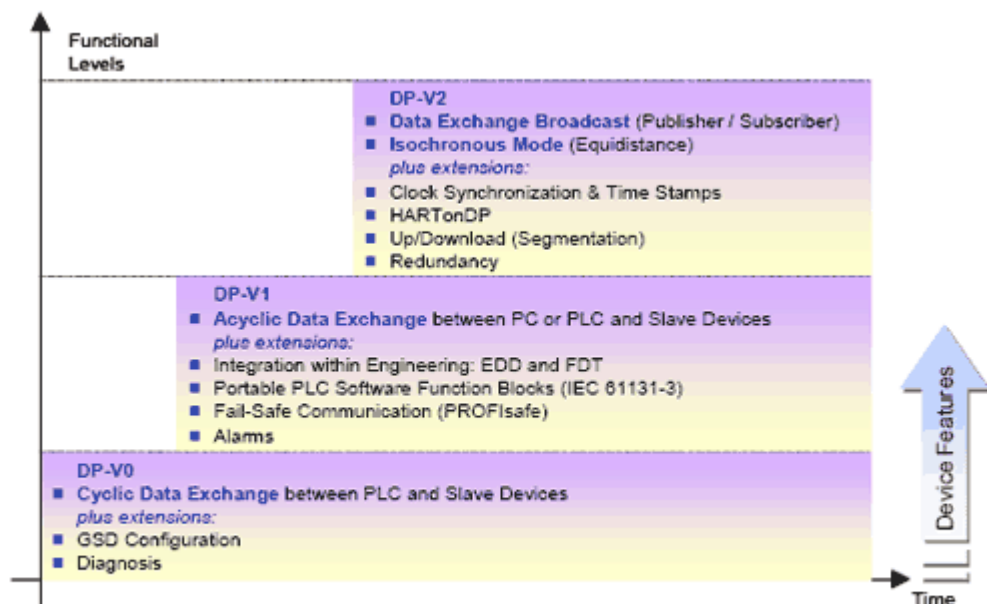 Functional
Levels
DP-V2
Data Exchange Broadcast (Publisher / Subscriber)
Isochronous Mode (Equidistance)
plus extensions:
Clock Synchronization & Time Stamps
HARTonDP
Up/Download (Segmentation)
Redundancy
DP-V1
Acyclic Data Exchange between PC or PLC and Slave Devices
plus extensions:
Integration within Engineering: EDD and FDT
Portable PLC Software Function Blocks (IEC 61131-3)
Fail-Safe Communication (PROFIsafe)
Alarms
DP-V0
Cyclic Data Exchange between PLC and Slave Devices
plus extensions:
GSD Configuration
Diagnosis
Device Features
Time